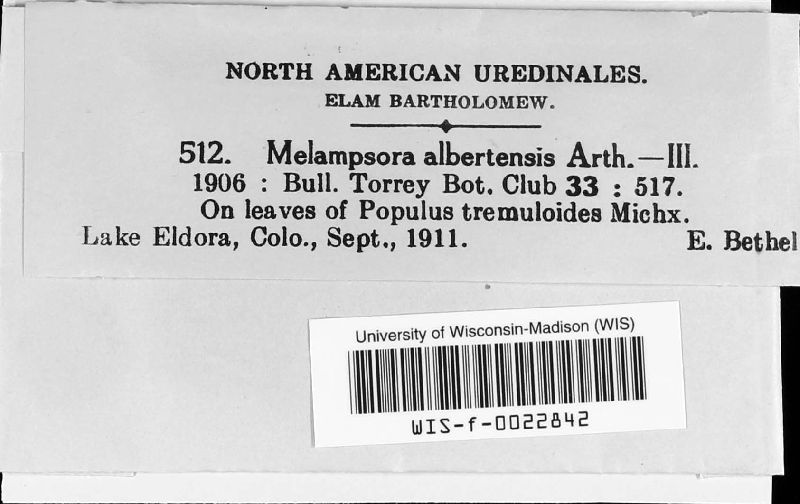 NORTH AMERICAN UREDINALES.
ELAM BARTHOLOMEW.
512. Melampsora albertensis Arth.—III.
1906 : Bull. Torrey Bot. Club 33 : 517.
On leaves of Populus tremuloides Michx.
Lake Eldora, Colo., Sept., 1911. E. Bethel
University of Wisconsin-Madison (WIS)
WIS-f-0022842